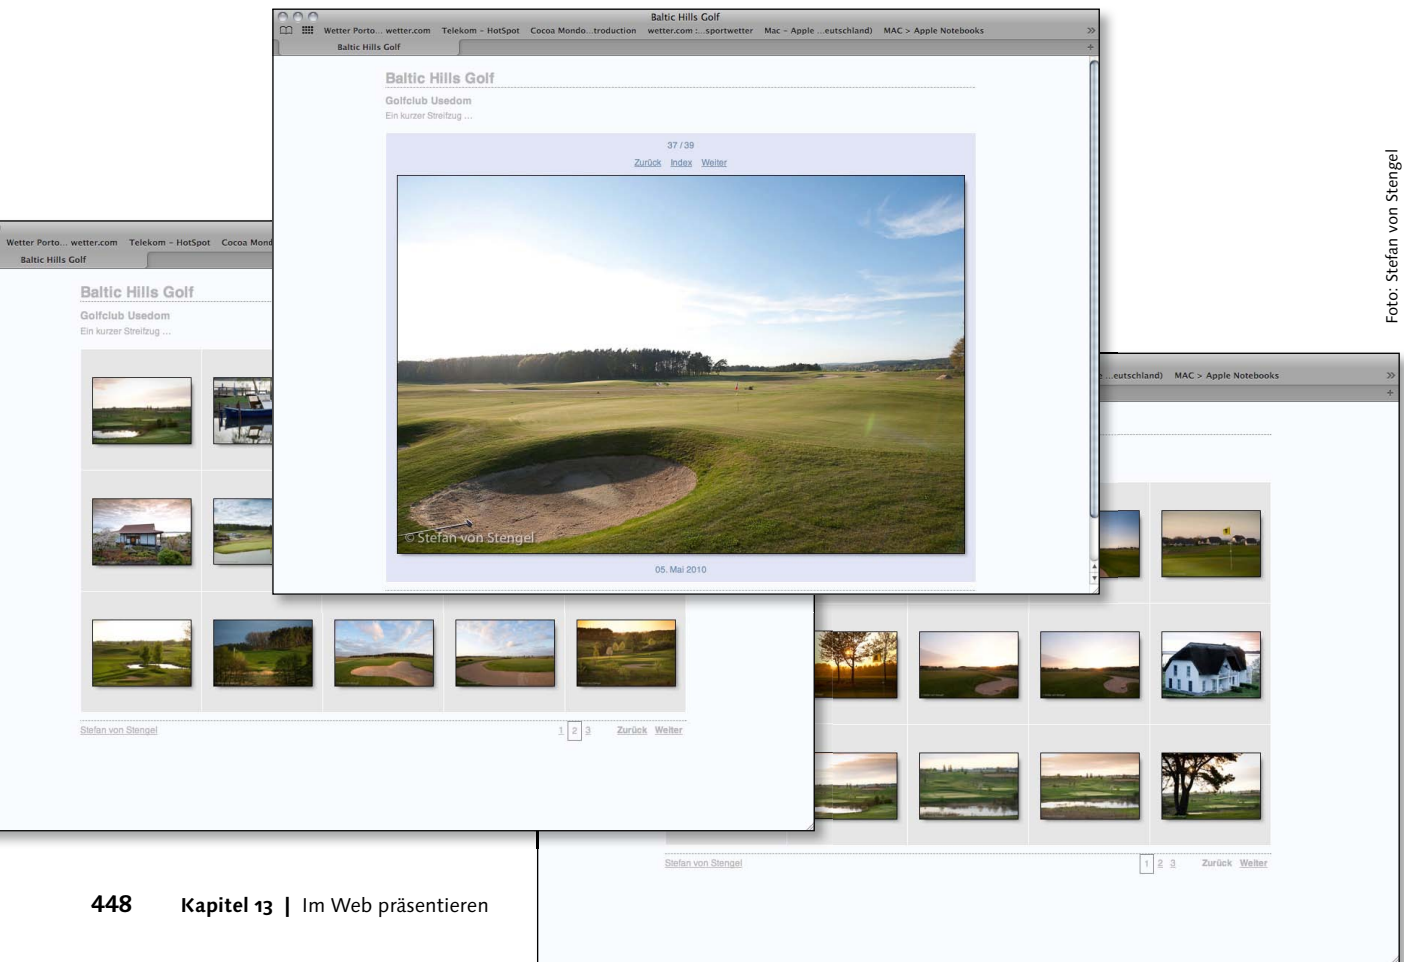 Baltic Hills Golf
Wetter Porto... wetter.com Telekom – HotSpot Cocoa Mondo...troduction wetter.com :...sportwetter Mac – Apple ...eutschland) MAC > Apple Notebooks »
Baltic Hills Golf +
Baltic Hills Golf
Golfclub Usedom
Ein kurzer Streifzug ...
37 / 39
Zurück Index Weiter
© Stefan von Stengel
05. Mai 2010
Foto: Stefan von Stengel
Wetter Porto... wetter.com Telekom – HotSpot Cocoa Mond
Baltic Hills Golf
Baltic Hills Golf
Golfclub Usedom
Ein kurzer Streifzug ...
Stefan von Stengel 1 2 3 Zurück Weiter
...eutschland) MAC > Apple Notebooks »
+
Stefan von Stengel 1 2 3 Zurück Weiter
448 Kapitel 13 | Im Web präsentieren